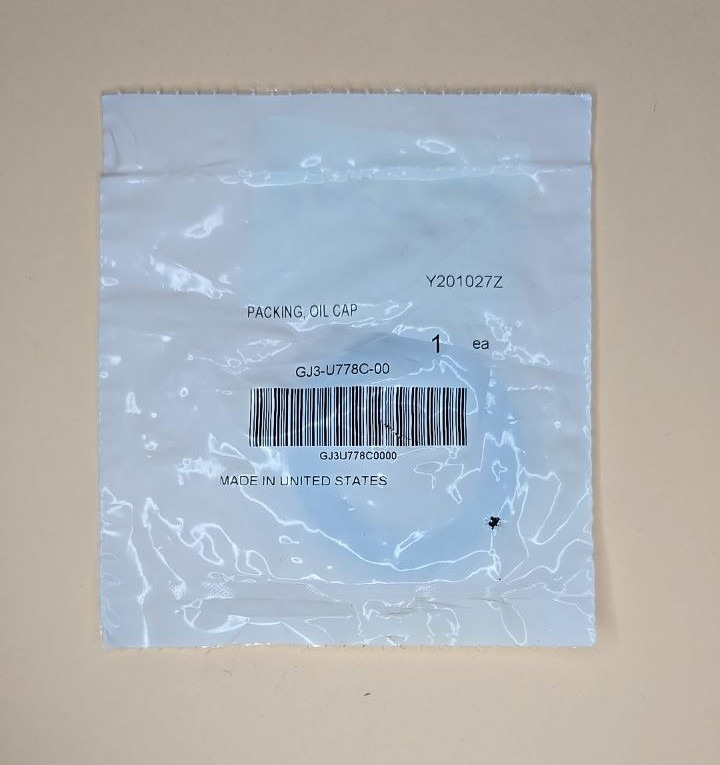 Y201027Z
PACKING, OIL CAP
1 ea
GJ3-U778C-00
GJ3U778C0000
MADE IN UNITED STATES